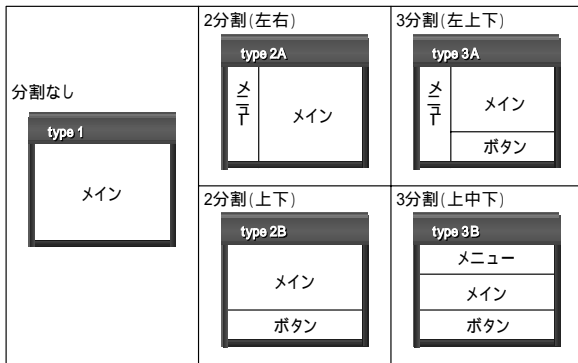 分割なし
type 1
メイン
2分割(左右)
type 2A
メニュー
メイン
3分割(左上下)
type 3A
メニュー
メイン
ボタン
2分割(上下)
type 2B
メイン
ボタン
3分割(上中下)
type 3B
メニュー
メイン
ボタン